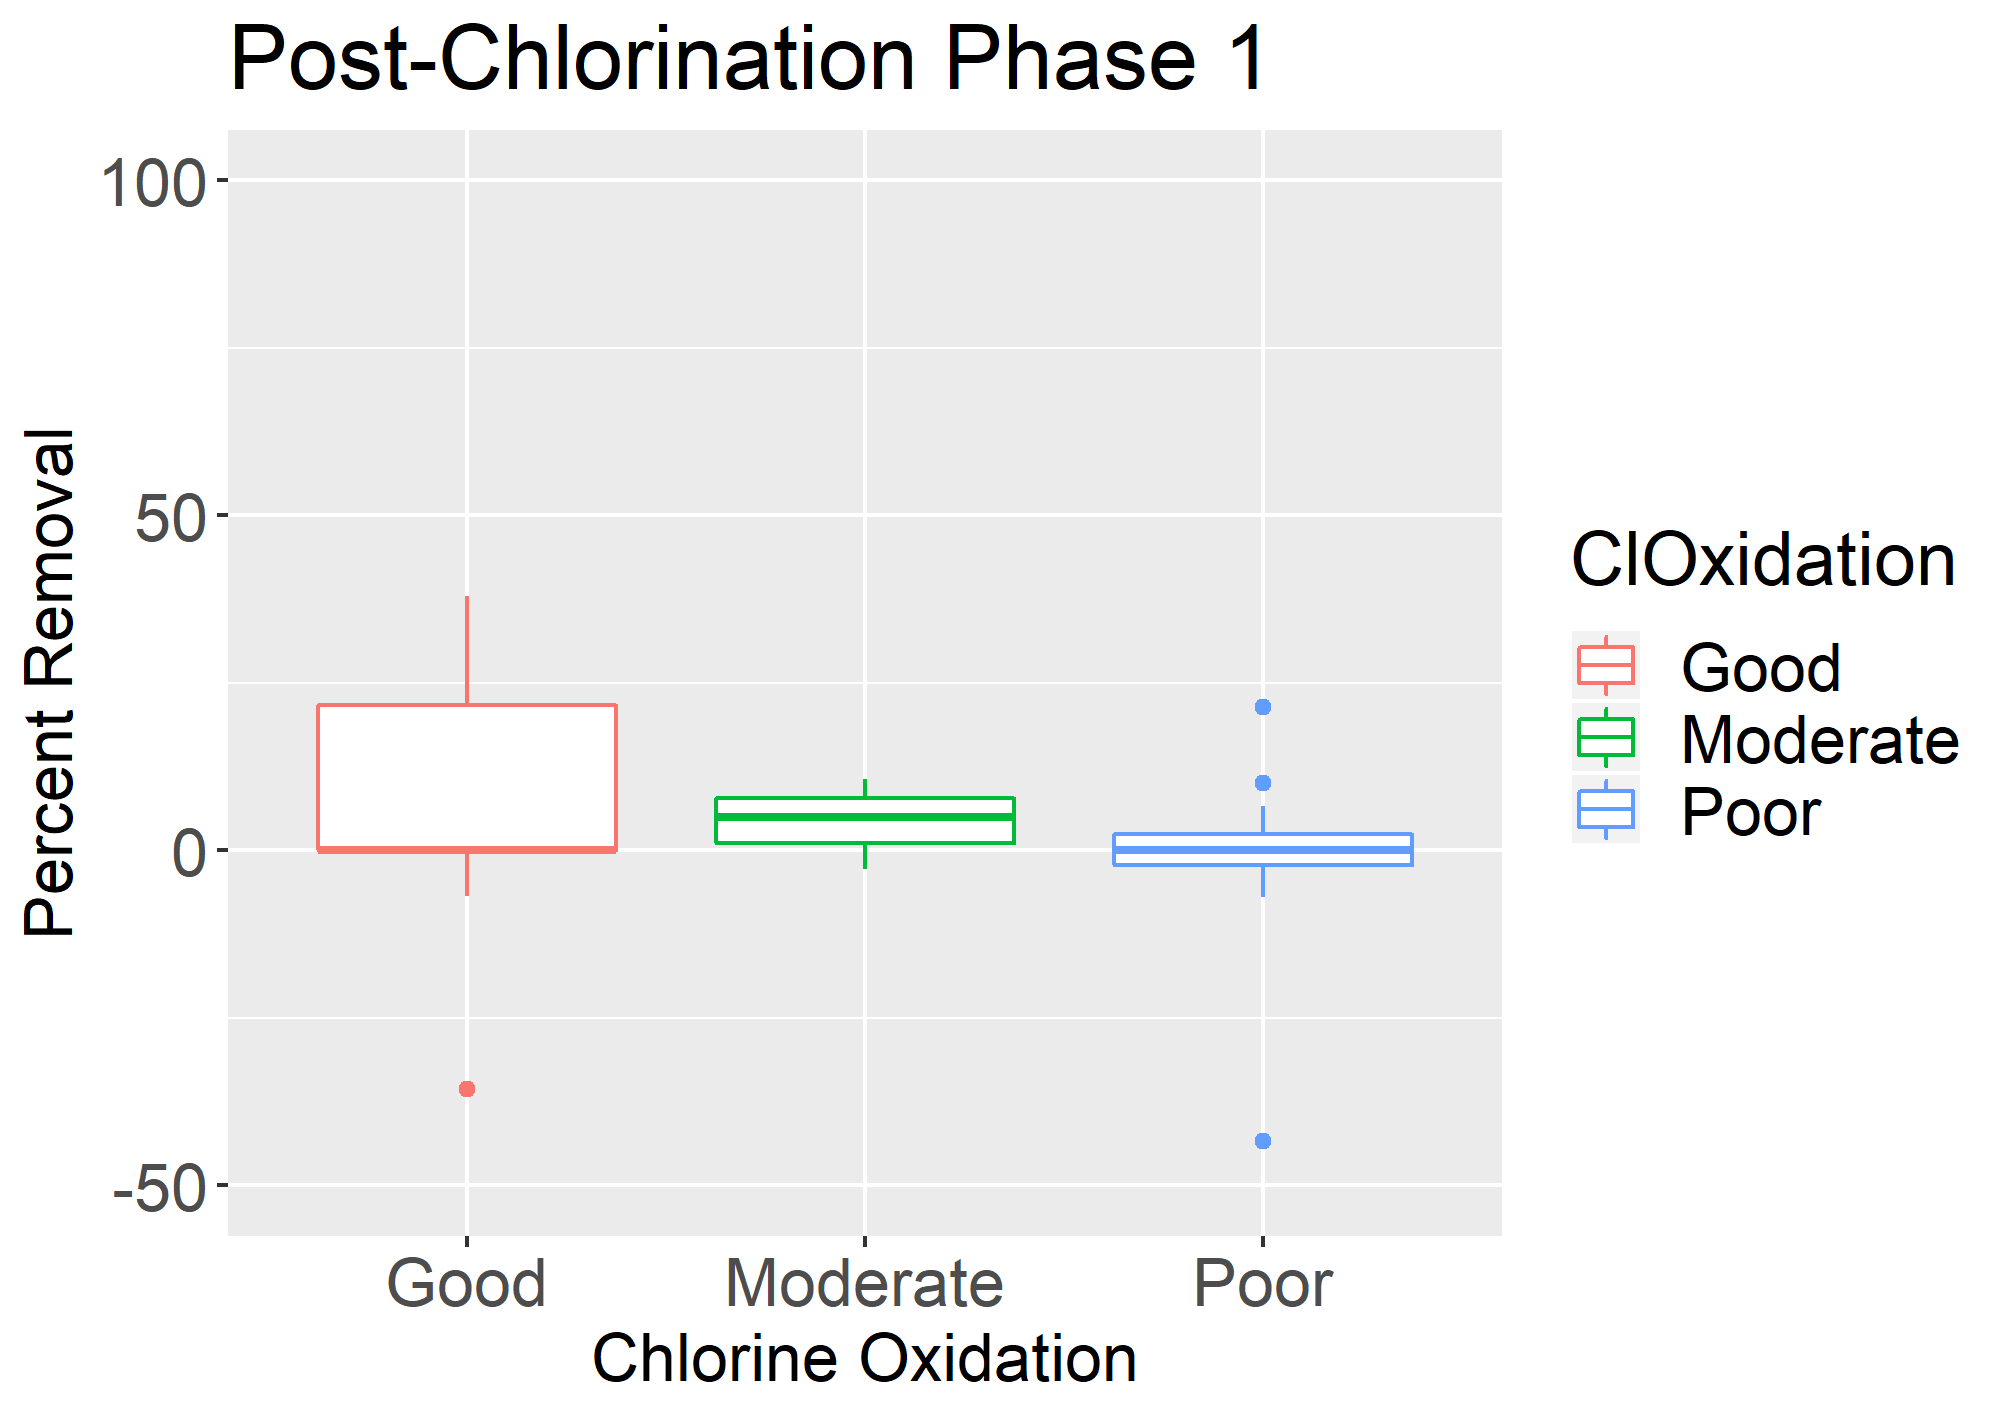 Post-Chlorination Phase 1
Percent Removal
100
50
0
-50
Good
Moderate
Poor
Chlorine Oxidation
ClOxidation
Good
Moderate
Poor